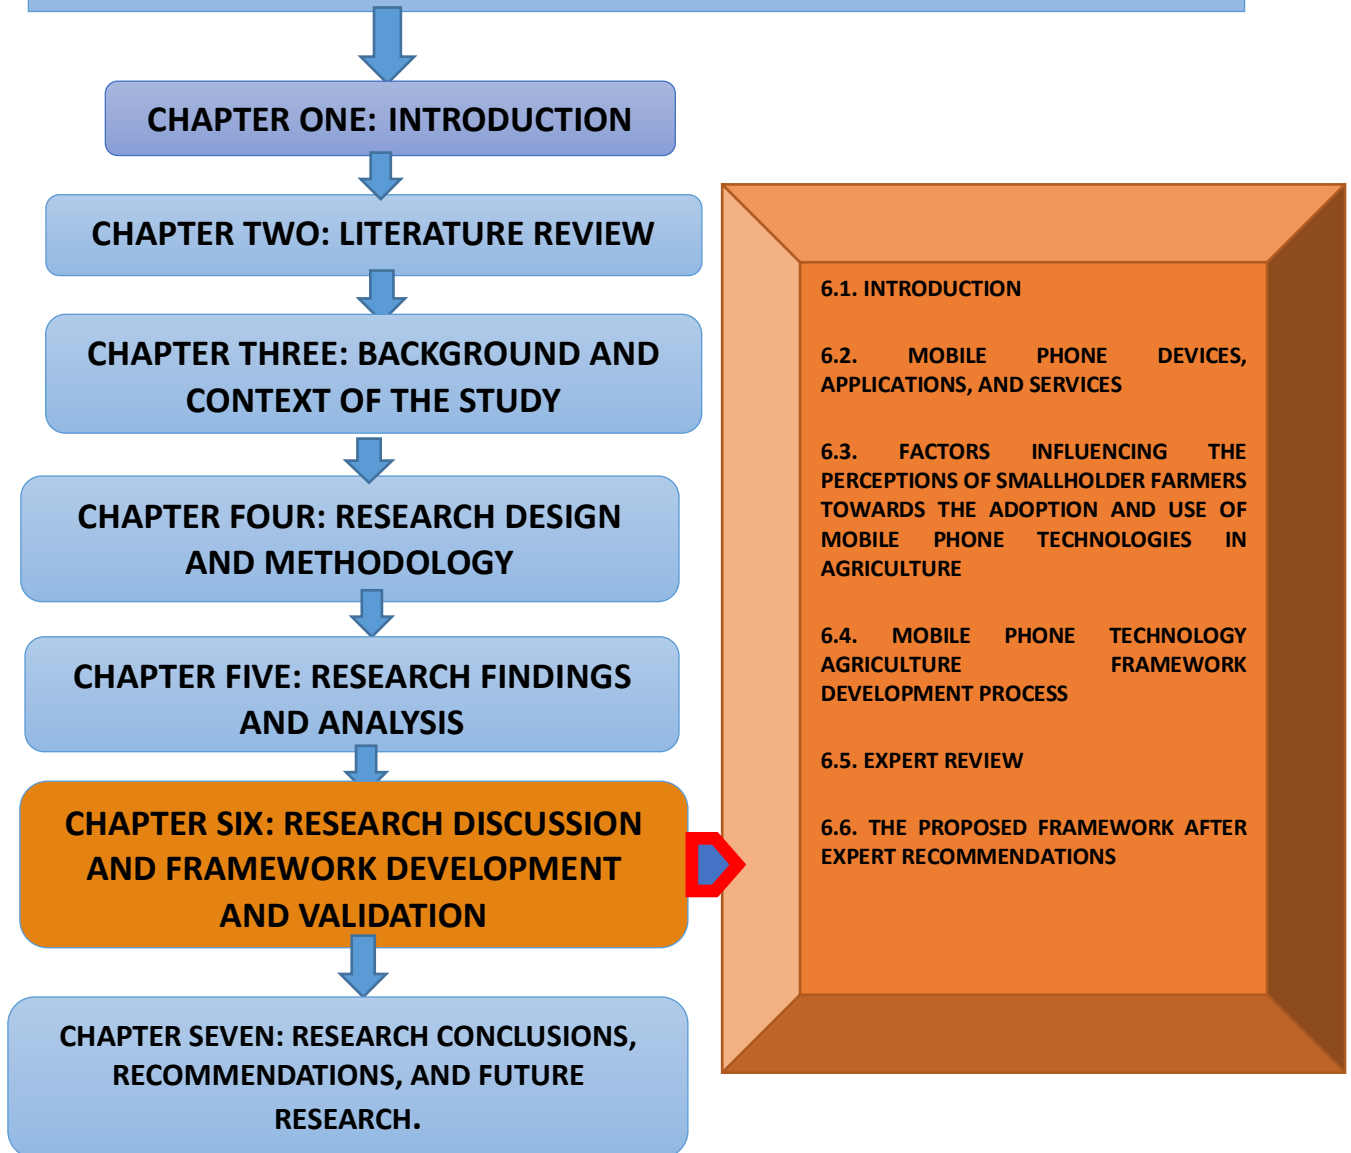 CHAPTER ONE: INTRODUCTION
CHAPTER TWO: LITERATURE REVIEW
CHAPTER THREE: BACKGROUND AND
CONTEXT OF THE STUDY
CHAPTER FOUR: RESEARCH DESIGN
AND METHODOLOGY
CHAPTER FIVE: RESEARCH FINDINGS
AND ANALYSIS
CHAPTER SIX: RESEARCH DISCUSSION
AND FRAMEWORK DEVELOPMENT
AND VALIDATION
CHAPTER SEVEN: RESEARCH CONCLUSIONS,
RECOMMENDATIONS, AND FUTURE
RESEARCH.
6.1. INTRODUCTION
6.2. MOBILE PHONE DEVICES,
APPLICATIONS, AND SERVICES
6.3. FACTORS INFLUENCING THE
PERCEPTIONS OF SMALLHOLDER FARMERS
TOWARDS THE ADOPTION AND USE OF
MOBILE PHONE TECHNOLOGIES IN
AGRICULTURE
6.4. MOBILE PHONE TECHNOLOGY
AGRICULTURE FRAMEWORK
DEVELOPMENT PROCESS
6.5. EXPERT REVIEW
6.6. THE PROPOSED FRAMEWORK AFTER
EXPERT RECOMMENDATIONS